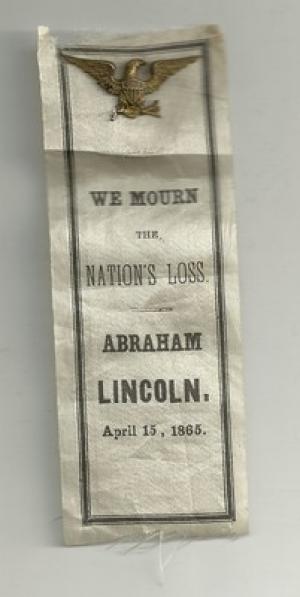 WE MOURN
THE
NATION'S LOSS.
ABRAHAM
LINCOLN.
April 15, 1865.